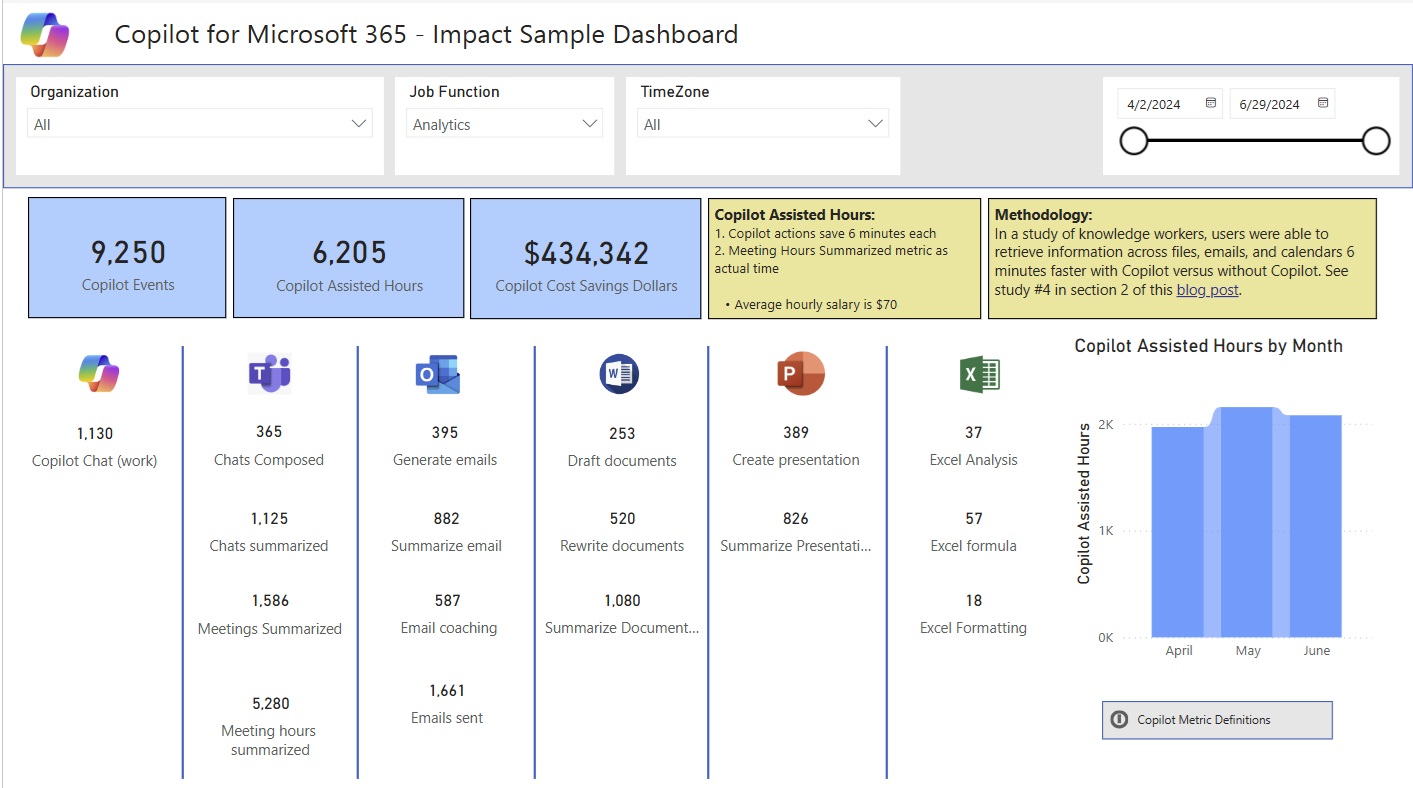 Copilot for Microsoft 365 - Impact Sample Dashboard
Organization
All
Job Function
Analytics
TimeZone
All
4/2/2024
6/29/2024
9,250
Copilot Events
6,205
Copilot Assisted Hours
$434,342
Copilot Cost Savings Dollars
Copilot Assisted Hours:
1. Copilot actions save 6 minutes each
2. Meeting Hours Summarized metric as
actual time
• Average hourly salary is $70
Methodology:
In a study of knowledge workers, users were able to
retrieve information across files, emails, and calendars 6
minutes faster with Copilot versus without Copilot. See
study #4 in section 2 of this blog post.
1,130
Copilot Chat (work)
T
365
Chats Composed
1,125
Chats summarized
1,586
Meetings Summarized
5,280
Meeting hours
summarized
O
395
Generate emails
882
Summarize email
587
Email coaching
1,661
Emails sent
W
253
Draft documents
520
Rewrite documents
1,080
Summarize Document...
P
389
Create presentation
826
Summarize Presentati...
X
37
Excel Analysis
57
Excel formula
18
Excel Formatting
Copilot Assisted Hours by Month
Copilot Assisted Hours
2K
1K
0K
April
May
June
Copilot Metric Definitions